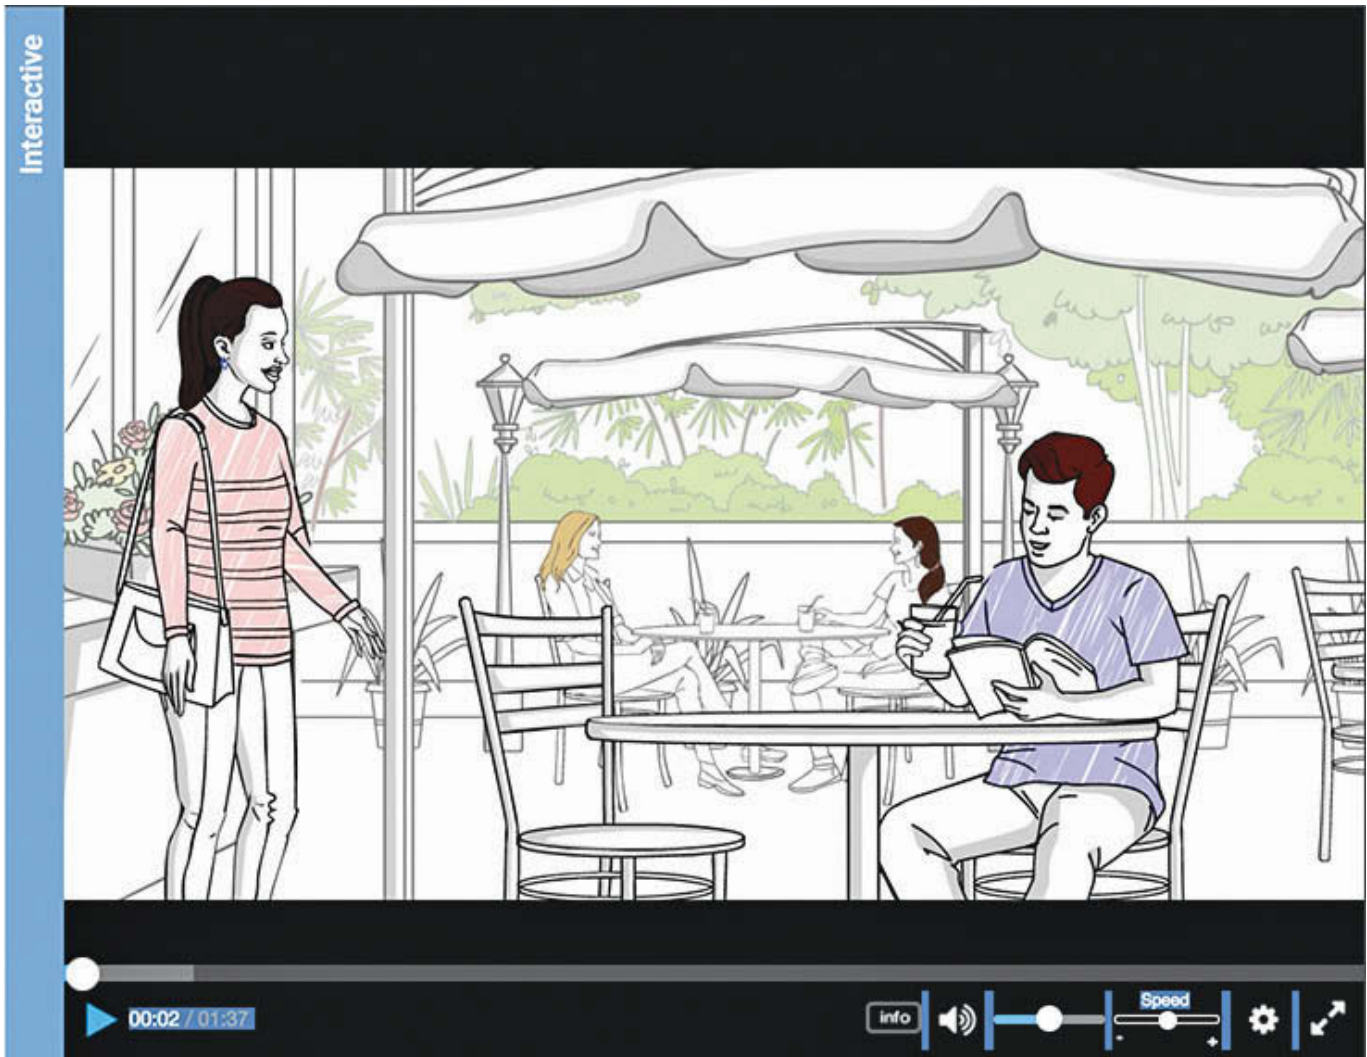 Interactive
Speed
00:02 / 01:37
info
- +